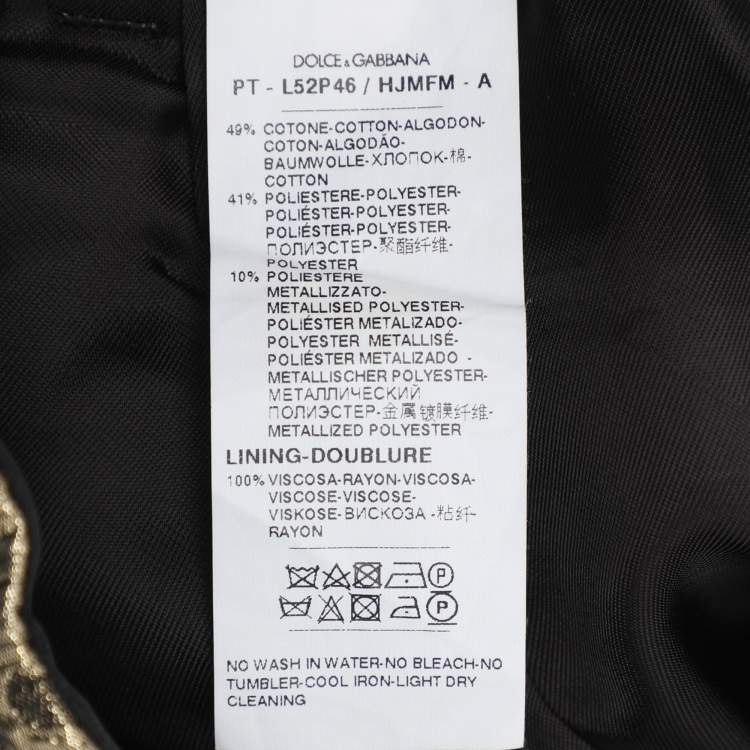 DOLCE & GABBANA
PT - L52P46 / HJMFM - A
49% COTONE-COTTON-ALGODON-
COTON-ALGODÃO-
BAUMWOLLE-ХЛОПОК-棉-
COTTON
41% POLIESTERE-POLYESTER-
POLIÉSTER-POLYESTER-
POLIÉSTER-POLYESTER-
ПОЛИЭСТЕР-聚酯纤维-
POLYESTER
10% POLIESTERE
METALLIZZATO-
METALLISED POLYESTER-
POLIÉSTER METALIZADO-
POLYESTER METALLISÉ-
POLIÉSTER METALIZADO -
METALLISCHER POLYESTER-
МЕТАЛЛИЧЕСКИЙ
ПОЛИЭСТЕР-金属镀膜纤维-
METALLIZED POLYESTER
LINING-DOUBLURE
100% VISCOSA-RAYON-VISCOSA-
VISCOSE-VISCOSE-
VISKOSE-ВИСКОЗА -粘纤-
RAYON
P
P
NO WASH IN WATER-NO BLEACH-NO
TUMBLER-COOL IRON-LIGHT DRY
CLEANING